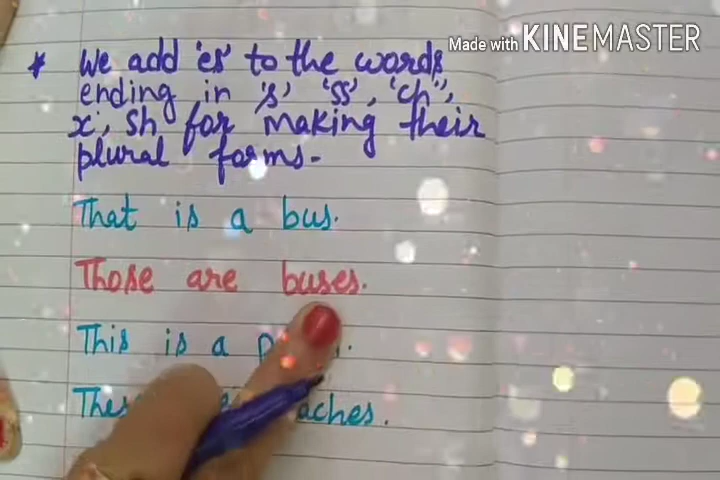 Made with KINEMASTER
* We add 'es' to the words
ending in 's', 'ss', 'ch',
x', sh for making their
plural forms.
That is a bus.
Those are buses.
This is a